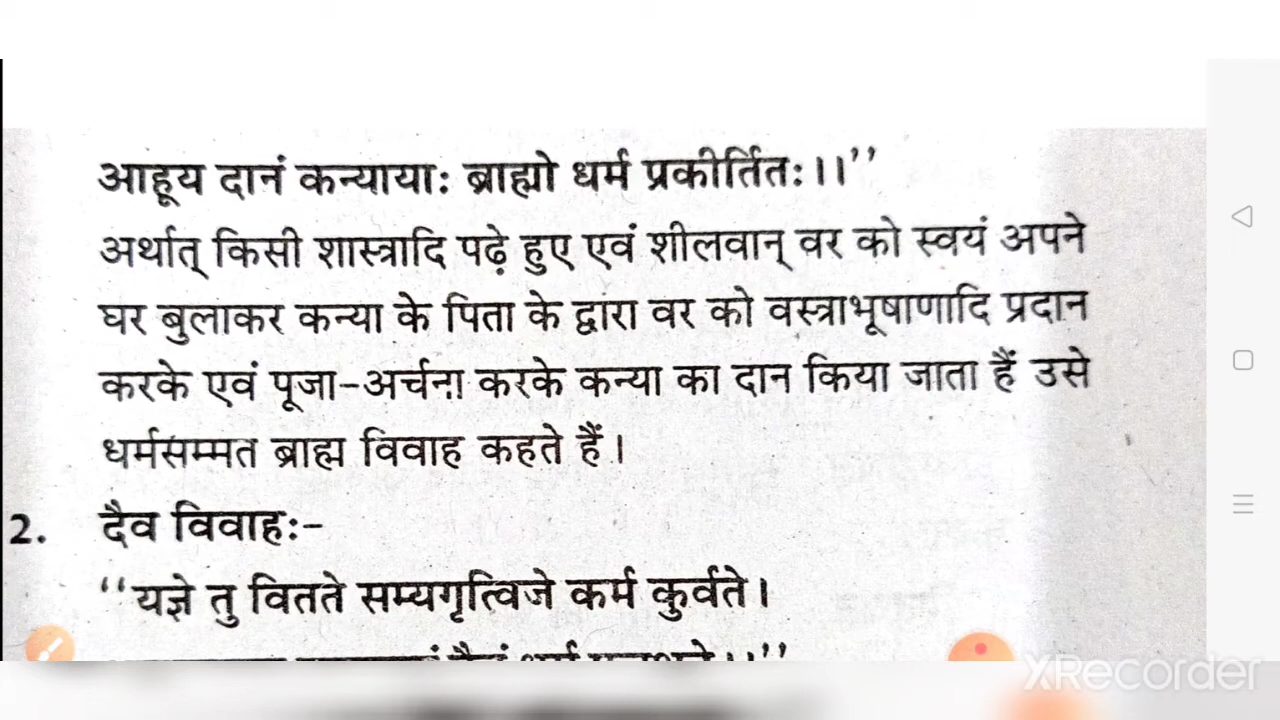 आहूय दानं कन्यायाः ब्राह्मो धर्म प्रकीर्तितः।।’’
अर्थात् किसी शास्त्रादि पढ़े हुए एवं शीलवान् वर को स्वयं अपने
घर बुलाकर कन्या के पिता के द्वारा वर को वस्त्राभूषाणादि प्रदान
करके एवं पूजा-अर्चना करके कन्या का दान किया जाता हैं उसे
धर्मसम्मत ब्राह्म विवाह कहते हैं।
2. दैव विवाहः-
‘‘यज्ञे तु वितते सम्यगृत्विजे कर्म कुर्वते।
XRecorder